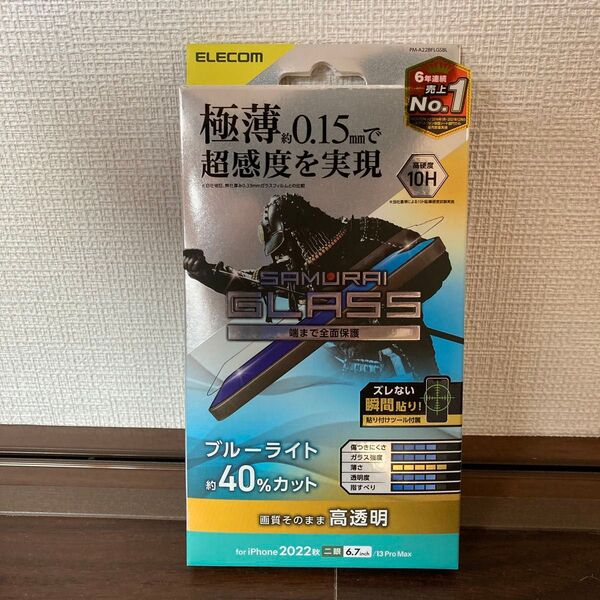 ELECOM
PM-A22BFLGSBL
6年連続
売上
No.1
極薄約0.15mmで
超感度を実現
高硬度
10H
SAMURAI
GLASS
端まで全面保護
ズレない
瞬間貼り!
貼り付けツール付属
ブルーライト
約40%カット
傷つきにくさ
ガラス強度
薄さ
透明度
指すべり
画質そのまま 高透明
for iPhone 2022秋 二眼 6.7inch /13 Pro Max